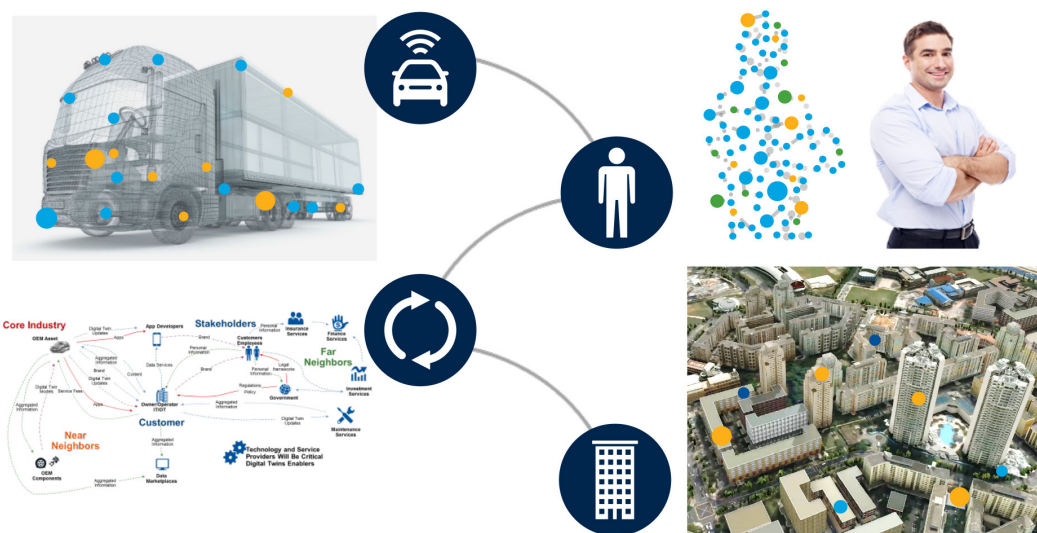 Core Industry
OEM Asset
Digital Twin
Updates
Apps
App Developers
Stakeholders
Brand
Personal
Information
Insurance
Services
Finance
Services
Customers
Employees
Personal
Information
Far
Neighbors
Aggregated
Information
Brand
Digital Twin
Updates
Content
Data Services
Brand
Personal
Information
Legal
frameworks
Digital Twin
Models
Service Fees
Aggregated
Information
Apps
Owner/Operator
IT/OT
Customer
Regulations
Policy
Government
Investment
Services
Aggregated
Information
Digital Twin
Updates
Maintenance
Services
Near
Neighbors
Aggregated
Information
Technology and Service
Providers Will Be Critical
Digital Twins Enablers
OEM
Components
Aggregated
Information
Data
Marketplaces